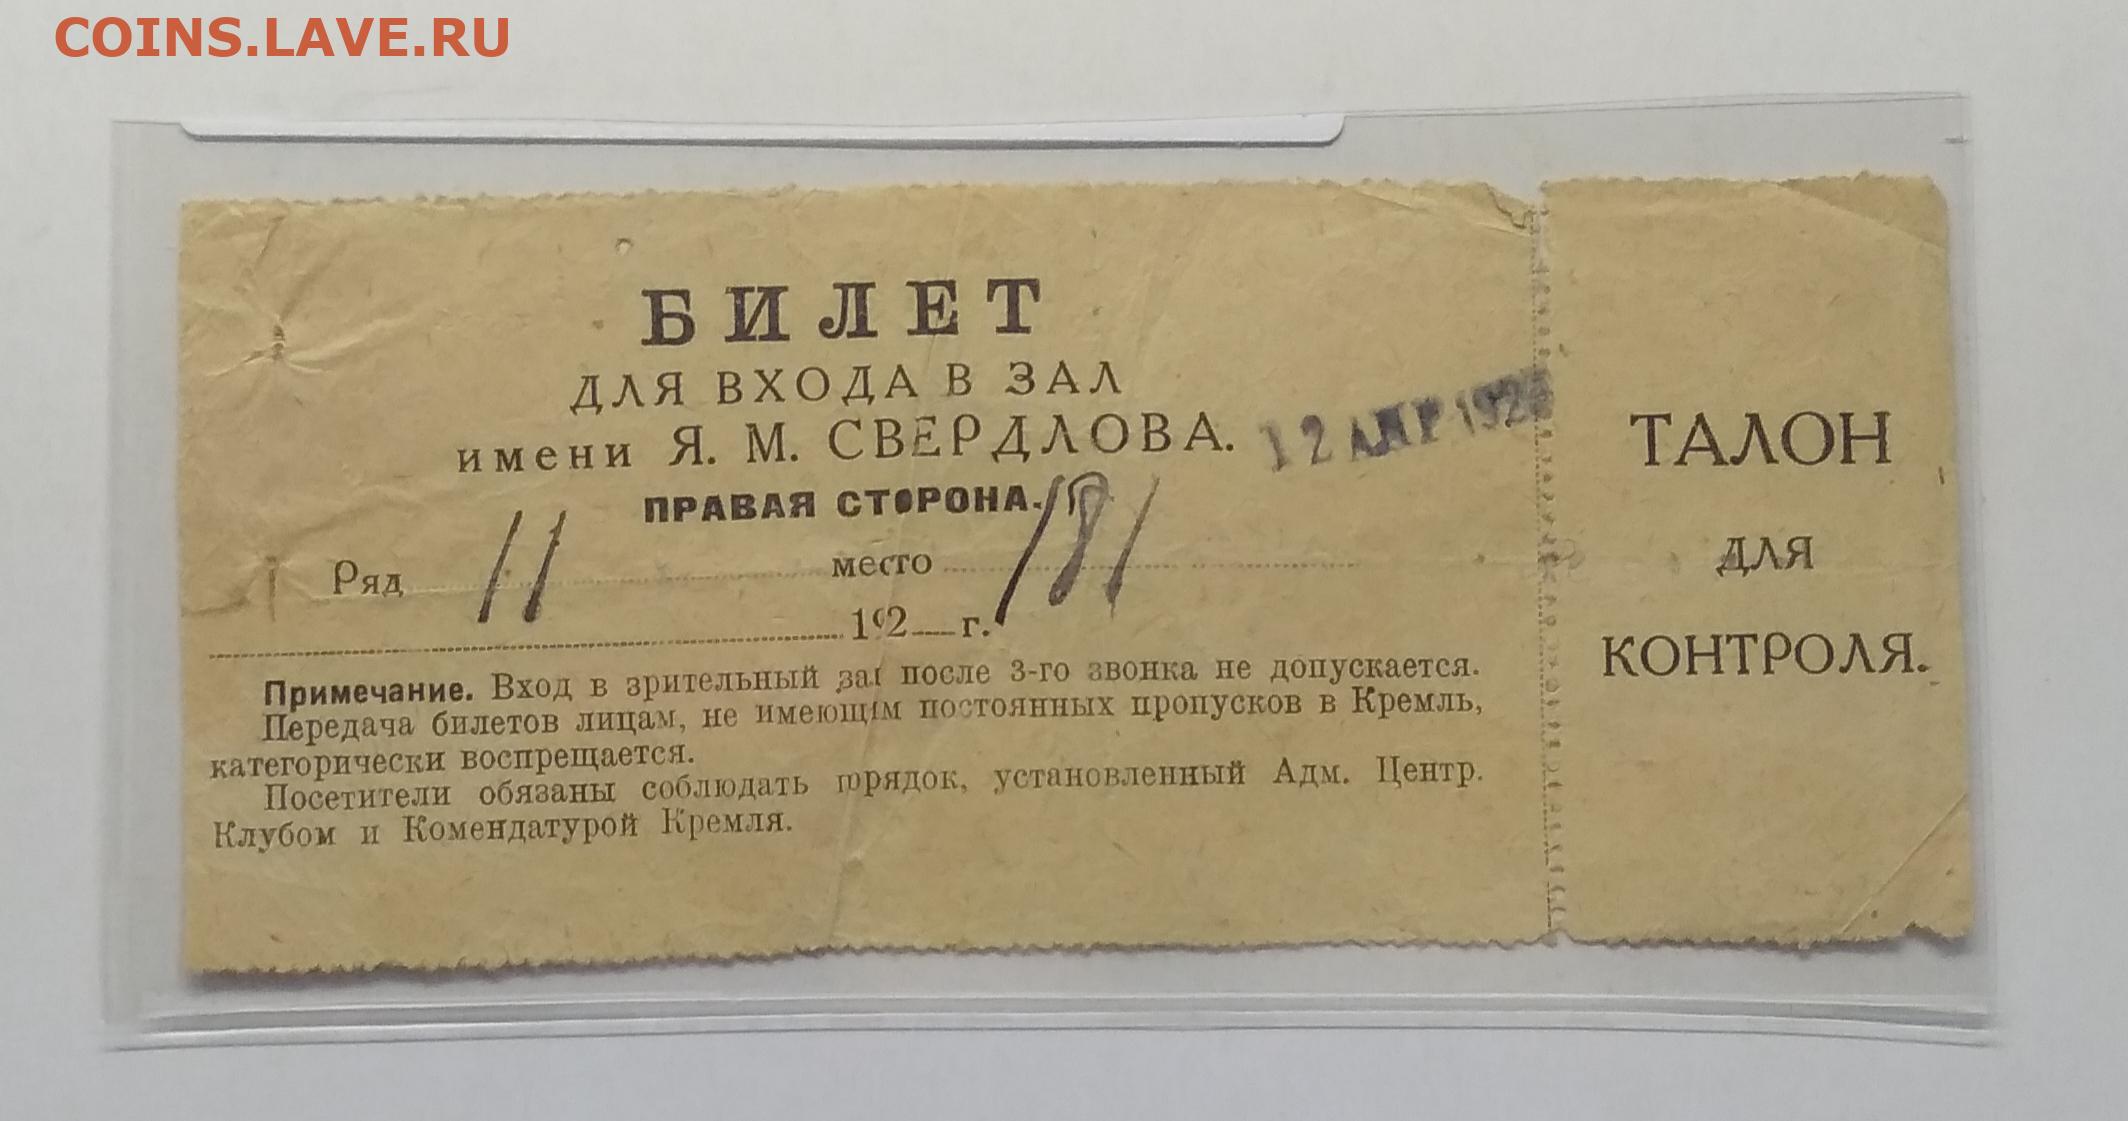 COINS.LAVE.RU
БИЛЕТ
ДЛЯ ВХОДА В ЗАЛ
имени Я. М. СВЕРДЛОВА.
12 АПР 192
ПРАВАЯ СТОРОНА.
Ряд 11 место 181
192 г.
Примечание. Вход в зрительный зал после 3-го звонка не допускается.
Передача билетов лицам, не имеющим постоянных пропусков в Кремль,
категорически воспрещается.
Посетители обязаны соблюдать порядок, установленный Адм. Центр.
Клубом и Комендатурой Кремля.
ТАЛОН
ДЛЯ
КОНТРОЛЯ.